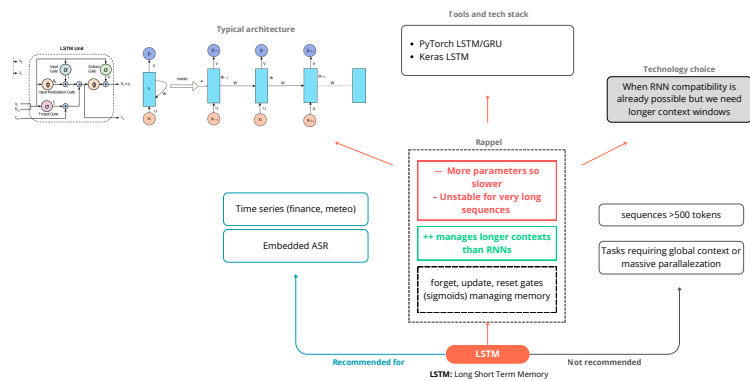 Typical architecture
Tools and tech stack
PyTorch LSTM/GRU
Keras LSTM
Technology choice
When RNN compatibility is
already possible but we need
longer context windows
LSTM Unit
Input
Gate
Output
Gate
Input Modulation Gate
Forget Gate
Unfold
Rappel
-- More parameters so
slower
- Unstable for very long
sequences
++ manages longer contexts
than RNNs
forget, update, reset gates
(sigmoïds) managing memory
Time series (finance, meteo)
Embedded ASR
sequences >500 tokens
Tasks requiring global context or
massive parallalezation
LSTM
Recommended for
Not recommended
LSTM: Long Short Term Memory